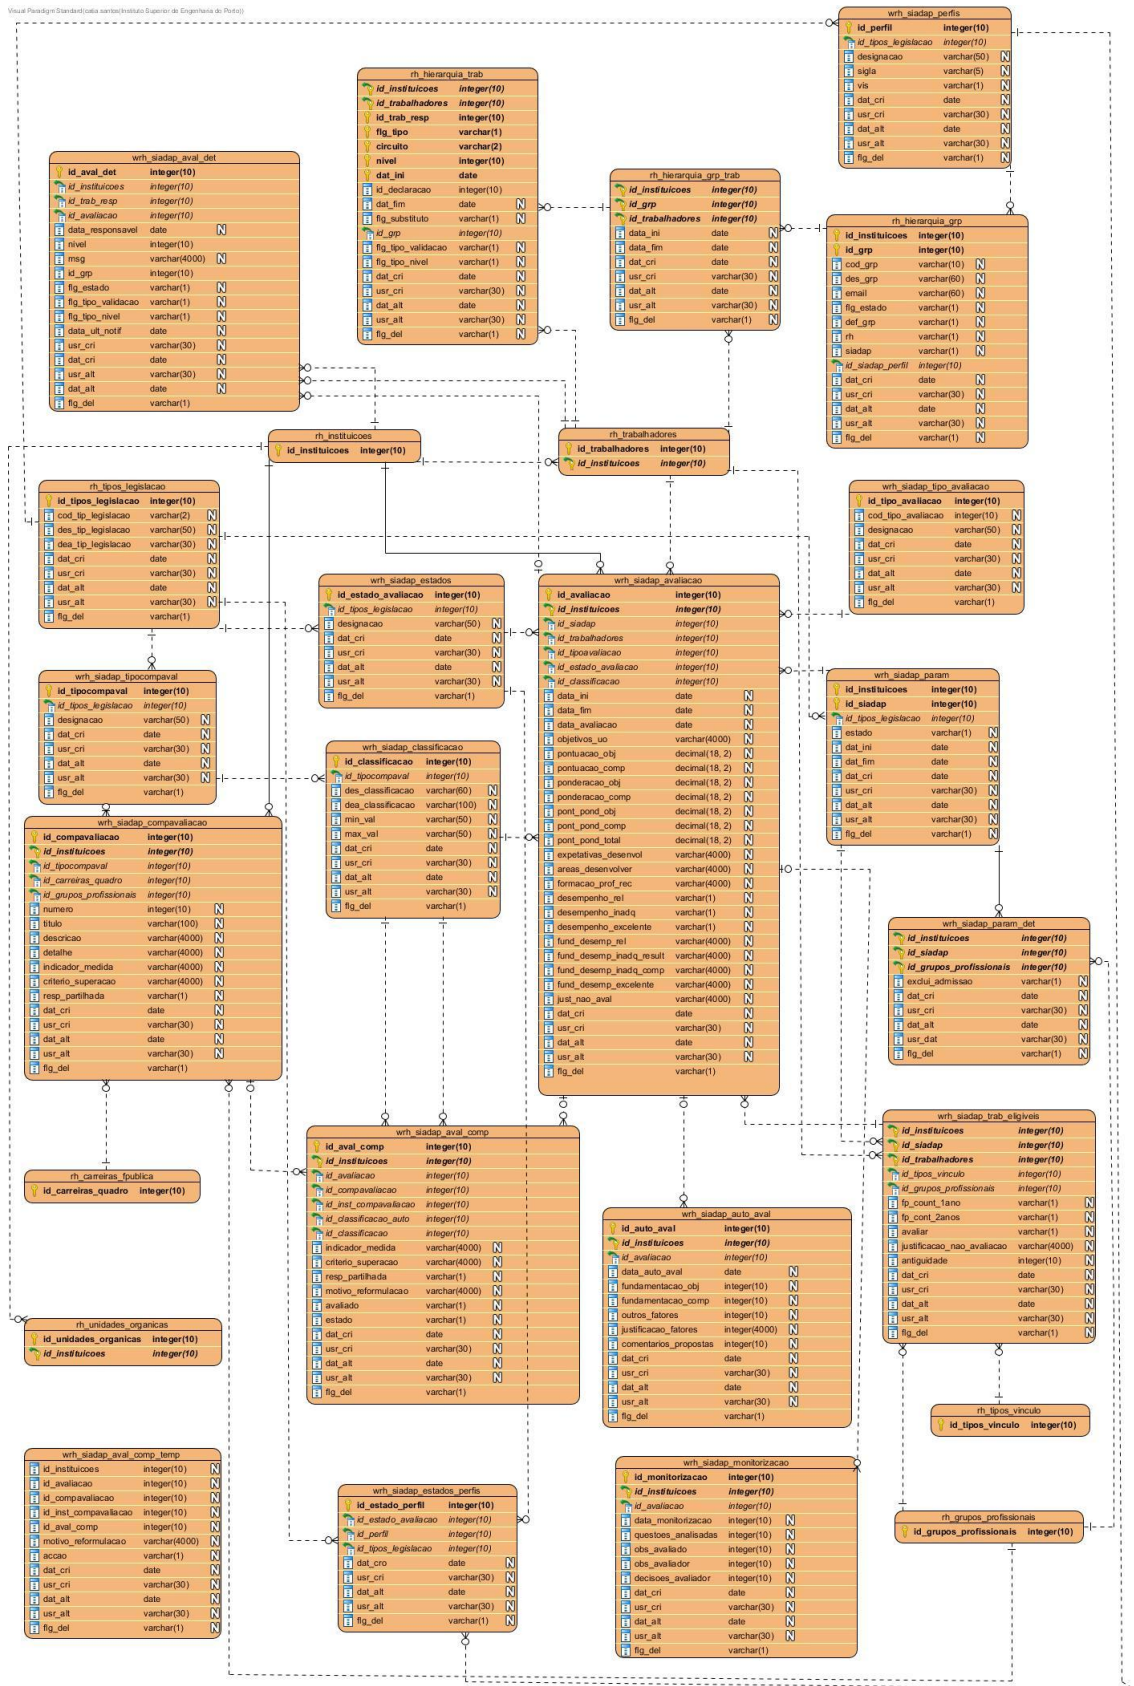 Visual Paradigm Standard(catia santos(Instituto Superior de Engenharia do Porto))
wrh_siadap_perfis
id_perfil integer(10)
id_tipos_legislacao integer(10)
designacao varchar(50) N
sigla varchar(5) N
vis varchar(1) N
dat_cri date N
usr_cri varchar(30) N
dat_alt date N
usr_alt varchar(30) N
flg_del varchar(1) N
rh_hierarquia_trab
id_instituicoes integer(10)
id_trabalhadores integer(10)
id_trab_resp integer(10)
flg_tipo varchar(1)
circuito varchar(2)
nivel integer(10)
dat_ini date
id_declaracao integer(10)
dat_fim date N
flg_substituto varchar(1) N
id_grp integer(10)
flg_tipo_validacao varchar(1) N
flg_tipo_nivel varchar(1) N
dat_cri date N
usr_cri varchar(30) N
dat_alt date N
usr_alt varchar(30) N
flg_del varchar(1) N
wrh_siadap_aval_det
id_aval_det integer(10)
id_instituicoes integer(10)
id_trab_resp integer(10)
id_avaliacao integer(10)
data_responsavel date N
nivel integer(10)
msg varchar(4000) N
id_grp integer(10)
flg_estado varchar(1) N
flg_tipo_validacao varchar(1) N
flg_tipo_nivel varchar(1) N
data_ult_notif date N
usr_cri varchar(30) N
dat_cri date N
usr_alt varchar(30) N
dat_alt date N
flg_del varchar(1)
rh_hierarquia_grp_trab
id_instituicoes integer(10)
id_grp integer(10)
id_trabalhadores integer(10)
data_ini date N
data_fim date N
dat_cri date N
usr_cri varchar(30) N
dat_alt date N
usr_alt varchar(30) N
flg_del varchar(1) N
rh_hierarquia_grp
id_instituicoes integer(10)
id_grp integer(10)
cod_grp varchar(10) N
des_grp varchar(60) N
email varchar(60) N
flg_estado varchar(1) N
def_grp varchar(1) N
rh varchar(1) N
siadap varchar(1) N
id_siadap_perfil integer(10)
dat_cri date N
usr_cri varchar(30) N
dat_alt date N
usr_alt varchar(30) N
flg_del varchar(1) N
rh_instituicoes
id_instituicoes integer(10)
rh_trabalhadores
id_trabalhadores integer(10)
id_instituicoes integer(10)
rh_tipos_legislacao
id_tipos_legislacao integer(10)
cod_tip_legislacao varchar(2) N
des_tip_legislacao varchar(50) N
dea_tip_legislacao varchar(30) N
dat_cri date N
usr_cri varchar(30) N
dat_alt date N
usr_alt varchar(30) N
flg_del varchar(1)
wrh_siadap_tipo_avaliacao
id_tipo_avaliacao integer(10)
cod_tipo_avaliacao integer(10) N
designacao varchar(50) N
dat_cri date N
usr_cri varchar(30) N
dat_alt date N
usr_alt varchar(30) N
flg_del varchar(1)
wrh_siadap_estados
id_estado_avaliacao integer(10)
id_tipos_legislacao integer(10)
designacao varchar(50) N
dat_cri date N
usr_cri varchar(30) N
dat_alt date N
usr_alt varchar(30) N
flg_del varchar(1)
wrh_siadap_avaliacao
id_avaliacao integer(10)
id_instituicoes integer(10)
id_siadap integer(10)
id_trabalhadores integer(10)
id_tipoavaliacao integer(10)
id_estado_avaliacao integer(10)
id_classificacao integer(10)
data_ini date N
data_fim date N
data_avaliacao date N
objetivos_uo varchar(4000) N
pontuacao_obj decimal(18, 2) N
pontuacao_comp decimal(18, 2) N
ponderacao_obj decimal(18, 2) N
ponderacao_comp decimal(18, 2) N
pont_pond_obj decimal(18, 2) N
pont_pond_comp decimal(18, 2) N
pont_pond_total decimal(18, 2) N
expetativas_desenvol varchar(4000) N
areas_desenvolver varchar(4000) N
formacao_prof_rec varchar(4000) N
desempenho_rel varchar(1) N
desempenho_inadq varchar(1) N
desempenho_excelente varchar(1) N
fund_desemp_rel varchar(4000) N
fund_desemp_inadq_result varchar(4000) N
fund_desemp_inadq_comp varchar(4000) N
fund_desemp_excelente varchar(4000) N
just_nao_aval varchar(4000) N
dat_cri date N
usr_cri varchar(30) N
dat_alt date N
usr_alt varchar(30) N
flg_del varchar(1)
wrh_siadap_tipocompaval
id_tipocompaval integer(10)
id_tipos_legislacao integer(10)
designacao varchar(50) N
dat_cri date N
usr_cri varchar(30) N
dat_alt date N
usr_alt varchar(30) N
flg_del varchar(1)
wrh_siadap_param
id_instituicoes integer(10)
id_siadap integer(10)
id_tipos_legislacao integer(10)
estado varchar(1) N
dat_ini date N
dat_fim date N
dat_cri date N
usr_cri varchar(30) N
dat_alt date N
usr_alt varchar(30) N
flg_del varchar(1) N
wrh_siadap_classificacao
id_classificacao integer(10)
id_tipocompaval integer(10)
des_classificacao varchar(60) N
dea_classificacao varchar(100) N
min_val varchar(50) N
max_val varchar(50) N
dat_cri date N
usr_cri varchar(30) N
dat_alt date N
usr_alt varchar(30) N
flg_del varchar(1)
wrh_siadap_compavaliacao
id_compavaliacao integer(10)
id_instituicoes integer(10)
id_tipocompaval integer(10)
id_carreiras_quadro integer(10)
id_grupos_profissionais integer(10)
numero integer(10) N
titulo varchar(100) N
descricao varchar(4000) N
detalhe varchar(4000) N
indicador_medida varchar(4000) N
criterio_superacao varchar(4000) N
resp_partilhada varchar(1) N
dat_cri date N
usr_cri varchar(30) N
dat_alt date N
usr_alt varchar(30) N
flg_del varchar(1)
wrh_siadap_param_det
id_instituicoes integer(10)
id_siadap integer(10)
id_grupos_profissionais integer(10)
exclui_admissao varchar(1) N
dat_cri date N
usr_cri varchar(30) N
dat_alt date N
usr_dat varchar(30) N
flg_del varchar(1) N
wrh_siadap_trab_eligiveis
id_instituicoes integer(10)
id_siadap integer(10)
id_trabalhadores integer(10)
id_tipos_vinculo integer(10)
id_grupos_profissionais integer(10)
fp_count_1ano varchar(1) N
fp_cont_2anos varchar(1) N
avaliar varchar(1) N
justificacao_nao_avaliacao varchar(4000) N
antiguidade integer(10) N
dat_cri date N
usr_cri varchar(30) N
dat_alt date N
usr_alt varchar(30) N
flg_del varchar(1) N
wrh_siadap_aval_comp
id_aval_comp integer(10)
id_instituicoes integer(10)
id_avaliacao integer(10)
id_compavaliacao integer(10)
id_inst_compavaliacao integer(10)
id_classificacao_auto integer(10)
id_classificacao integer(10)
indicador_medida varchar(4000) N
criterio_superacao varchar(4000) N
resp_partilhada varchar(1) N
motivo_reformulacao varchar(4000) N
avaliado varchar(1) N
estado varchar(1) N
dat_cri date N
usr_cri varchar(30) N
dat_alt date N
usr_alt varchar(30) N
flg_del varchar(1)
rh_carreiras_fpublica
id_carreiras_quadro integer(10)
wrh_siadap_auto_aval
id_auto_aval integer(10)
id_instituicoes integer(10)
id_avaliacao integer(10)
data_auto_aval date N
fundamentacao_obj integer(10) N
fundamentacao_comp integer(10) N
outros_fatores integer(10) N
justificacao_fatores integer(4000) N
comentarios_propostas integer(10) N
dat_cri date N
usr_cri varchar(30) N
dat_alt date N
usr_alt varchar(30) N
flg_del varchar(1)
rh_unidades_organicas
id_unidades_organicas integer(10)
id_instituicoes integer(10)
rh_tipos_vinculo
id_tipos_vinculo integer(10)
wrh_siadap_aval_comp_temp
id_instituicoes integer(10) N
id_avaliacao integer(10) N
id_compavaliacao integer(10) N
id_inst_compavaliacao integer(10) N
id_aval_comp integer(10) N
motivo_reformulacao varchar(4000) N
accao varchar(1) N
dat_cri date N
usr_cri varchar(30) N
dat_alt date N
usr_alt varchar(30) N
flg_del varchar(1) N
wrh_siadap_monitorizacao
id_monitorizacao integer(10)
id_instituicoes integer(10)
id_avaliacao integer(10)
data_monitorizacao integer(10) N
questoes_analisadas integer(10) N
obs_avaliado integer(10) N
obs_avaliador integer(10) N
decisoes_avaliador integer(10) N
dat_cri date N
usr_cri varchar(30) N
dat_alt date N
usr_alt varchar(30) N
flg_del varchar(1)
wrh_siadap_estados_perfis
id_estado_perfil integer(10)
id_estado_avaliacao integer(10)
id_perfil integer(10)
id_tipos_legislacao integer(10)
dat_cro date N
usr_cri varchar(30) N
dat_alt date N
usr_alt varchar(30) N
flg_del varchar(1) N
rh_grupos_profissionais
id_grupos_profissionais integer(10)